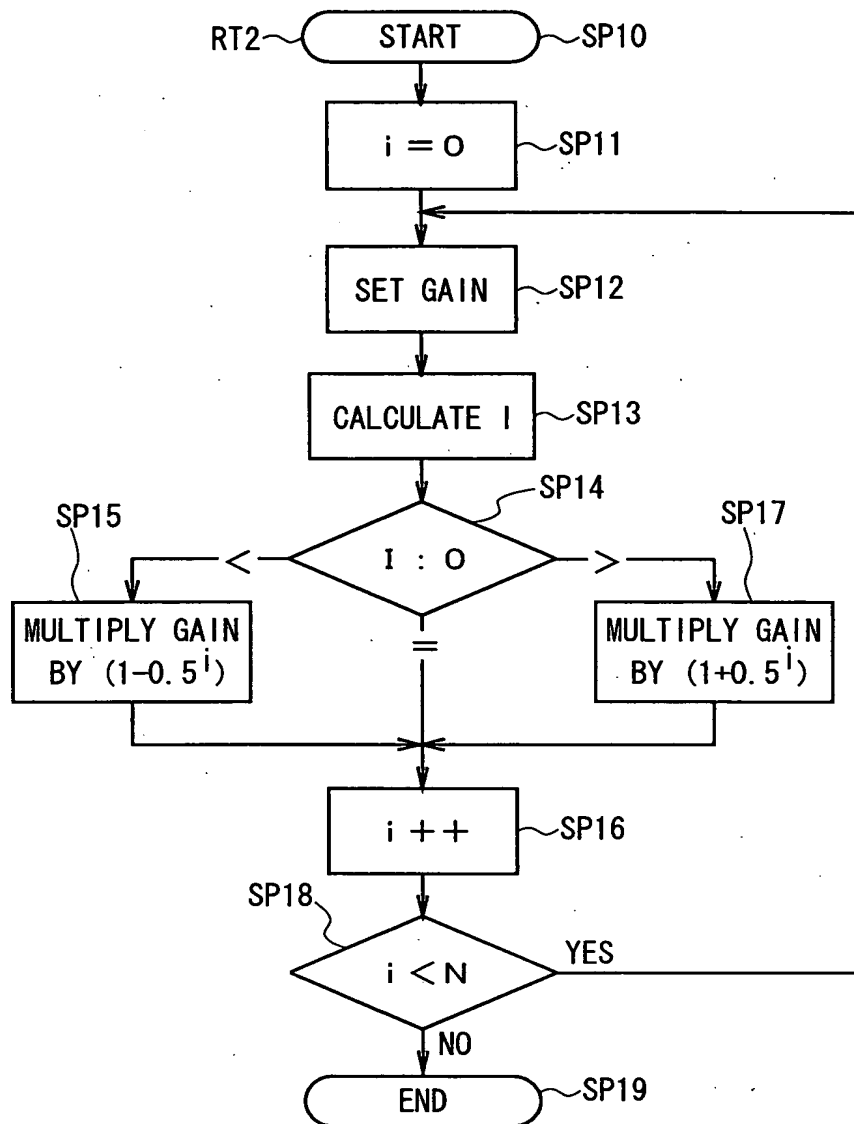 RT2
START
SP10
i = 0
SP11
SET GAIN
SP12
CALCULATE I
SP13
SP14
I : 0
SP15
<
>
SP17
MULTIPLY GAIN
BY (1-0.5^i)
=
MULTIPLY GAIN
BY (1+0.5^i)
i ++
SP16
SP18
i < N
YES
NO
END
SP19